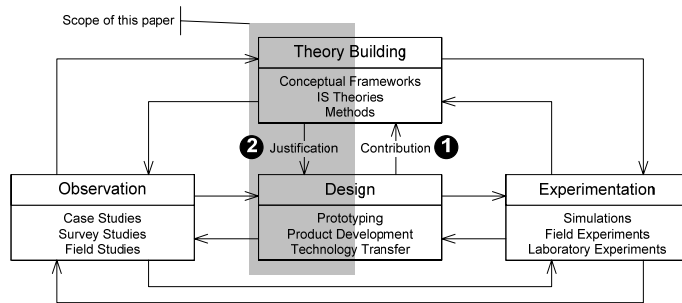 Scope of this paper
Theory Building
Conceptual Frameworks
IS Theories
Methods
2 Justification Contribution 1
Observation
Case Studies
Survey Studies
Field Studies
Design
Prototyping
Product Development
Technology Transfer
Experimentation
Simulations
Field Experiments
Laboratory Experiments